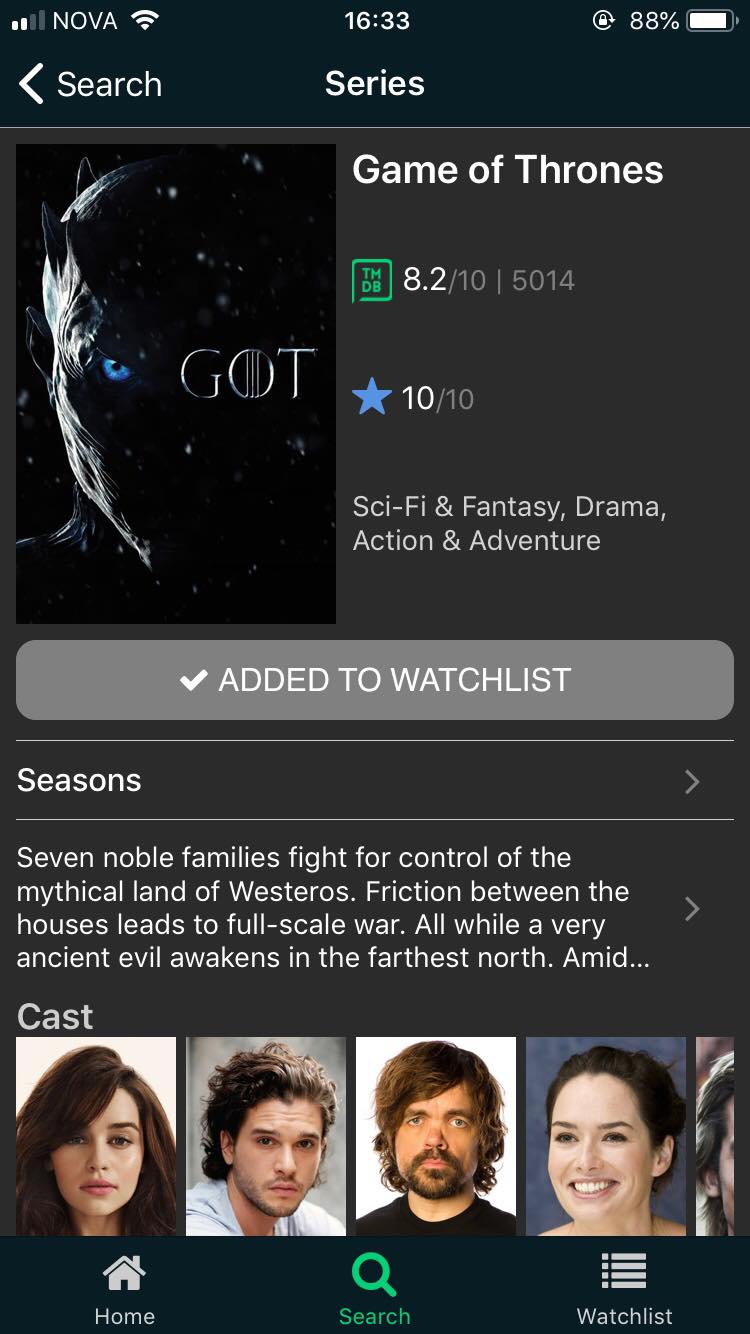 NOVA 16:33 88%
Search Series
Game of Thrones
TM
DB 8.2/10 | 5014
GOT
10/10
Sci-Fi & Fantasy, Drama,
Action & Adventure
ADDED TO WATCHLIST
Seasons
Seven noble families fight for control of the
mythical land of Westeros. Friction between the
houses leads to full-scale war. All while a very
ancient evil awakens in the farthest north. Amid...
Cast
Home Search Watchlist